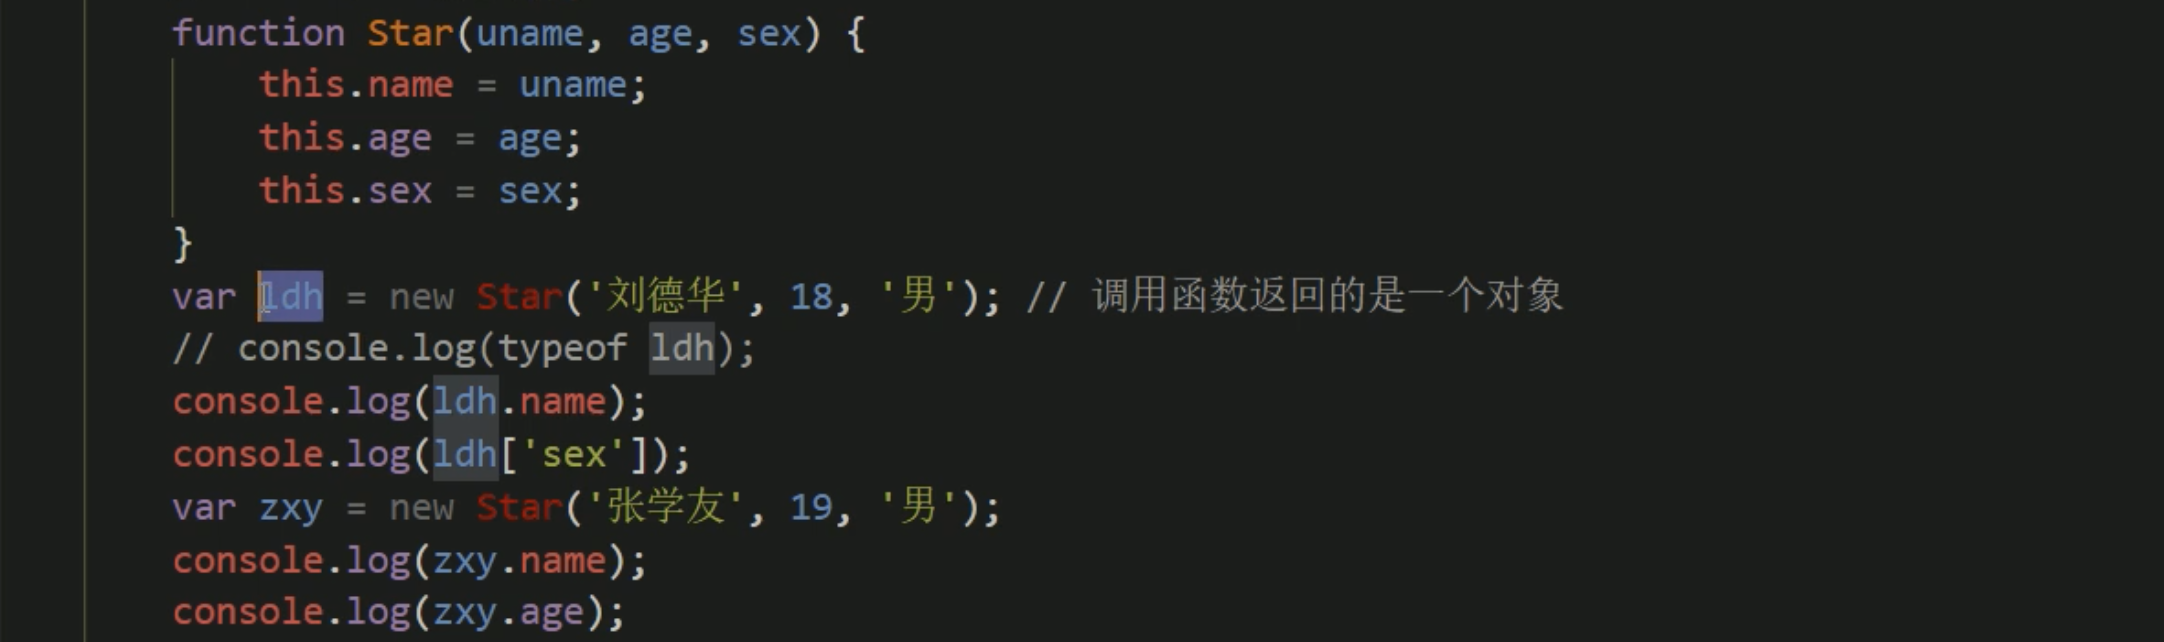 function Star(uname, age, sex) {
this.name = uname;
this.age = age;
this.sex = sex;
}
var ldh = new Star('刘德华', 18, '男'); // 调用函数返回的是一个对象
// console.log(typeof ldh);
console.log(ldh.name);
console.log(ldh['sex']);
var zxy = new Star('张学友', 19, '男');
console.log(zxy.name);
console.log(zxy.age);